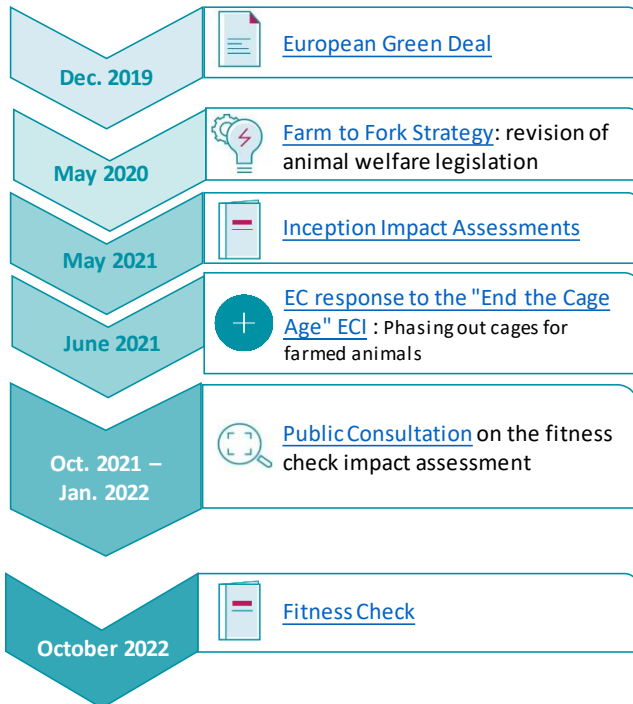 Dec. 2019
European Green Deal
May 2020
Farm to Fork Strategy: revision of
animal welfare legislation
May 2021
Inception Impact Assessments
June 2021
EC response to the "End the Cage
Age" ECI : Phasing out cages for
farmed animals
Oct. 2021 –
Jan. 2022
Public Consultation on the fitness
check impact assessment
October 2022
Fitness Check